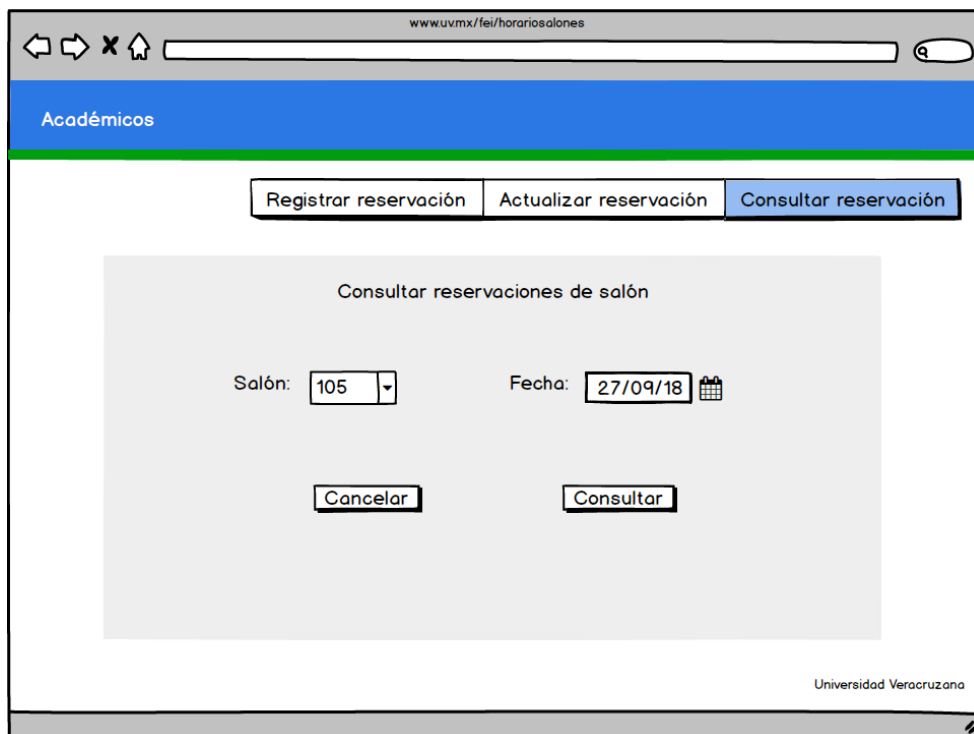 www.uv.mx/fei/horariosalones
Académicos
Registrar reservación Actualizar reservación Consultar reservación
Consultar reservaciones de salón
Salón: 105 Fecha: 27/09/18
Cancelar Consultar
Universidad Veracruzana